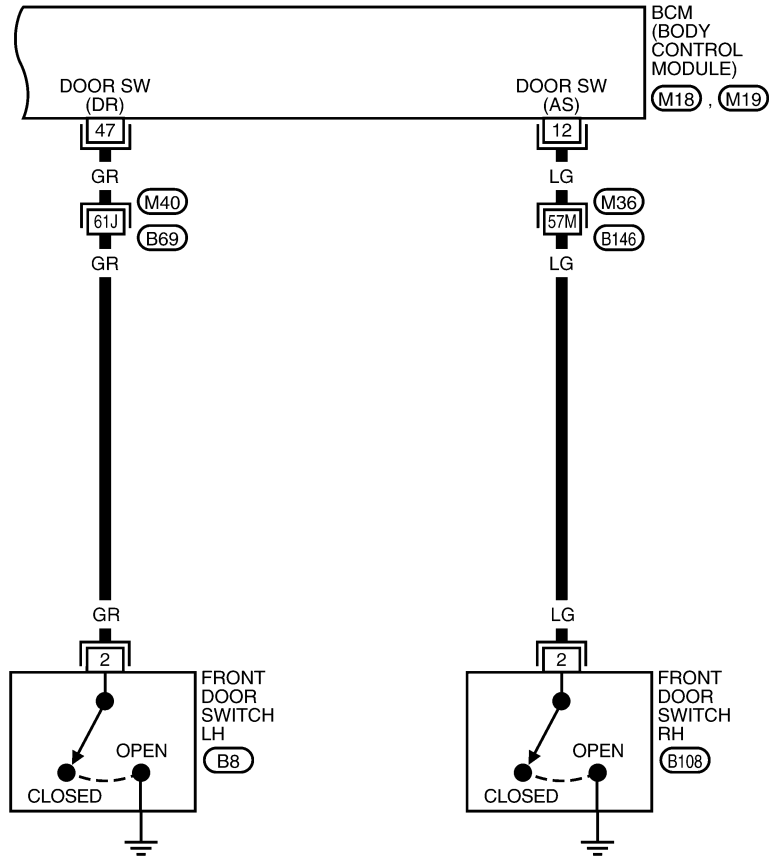 BCM
(BODY
CONTROL
MODULE)
M18 , M19
DOOR SW
(DR)
DOOR SW
(AS)
47
12
GR
LG
M40
M36
61J
57M
B69
B146
GR
LG
GR
LG
2
2
FRONT
DOOR
SWITCH
LH
B8
OPEN
CLOSED
FRONT
DOOR
SWITCH
RH
B108
OPEN
CLOSED